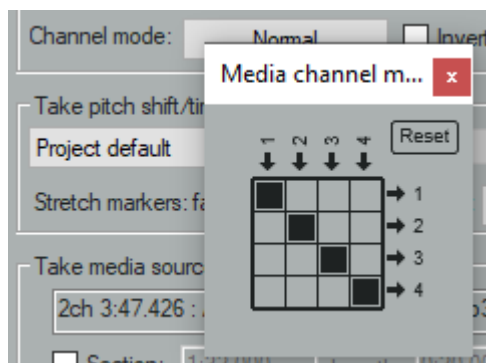 Channel mode: Normal Invert
Media channel m... x
Take pitch shift/tim
Project default
1 2 3 4 Reset
1
Stretch markers: fa
2
3
Take media sourc
4
2ch 3:47.426 :
Section: